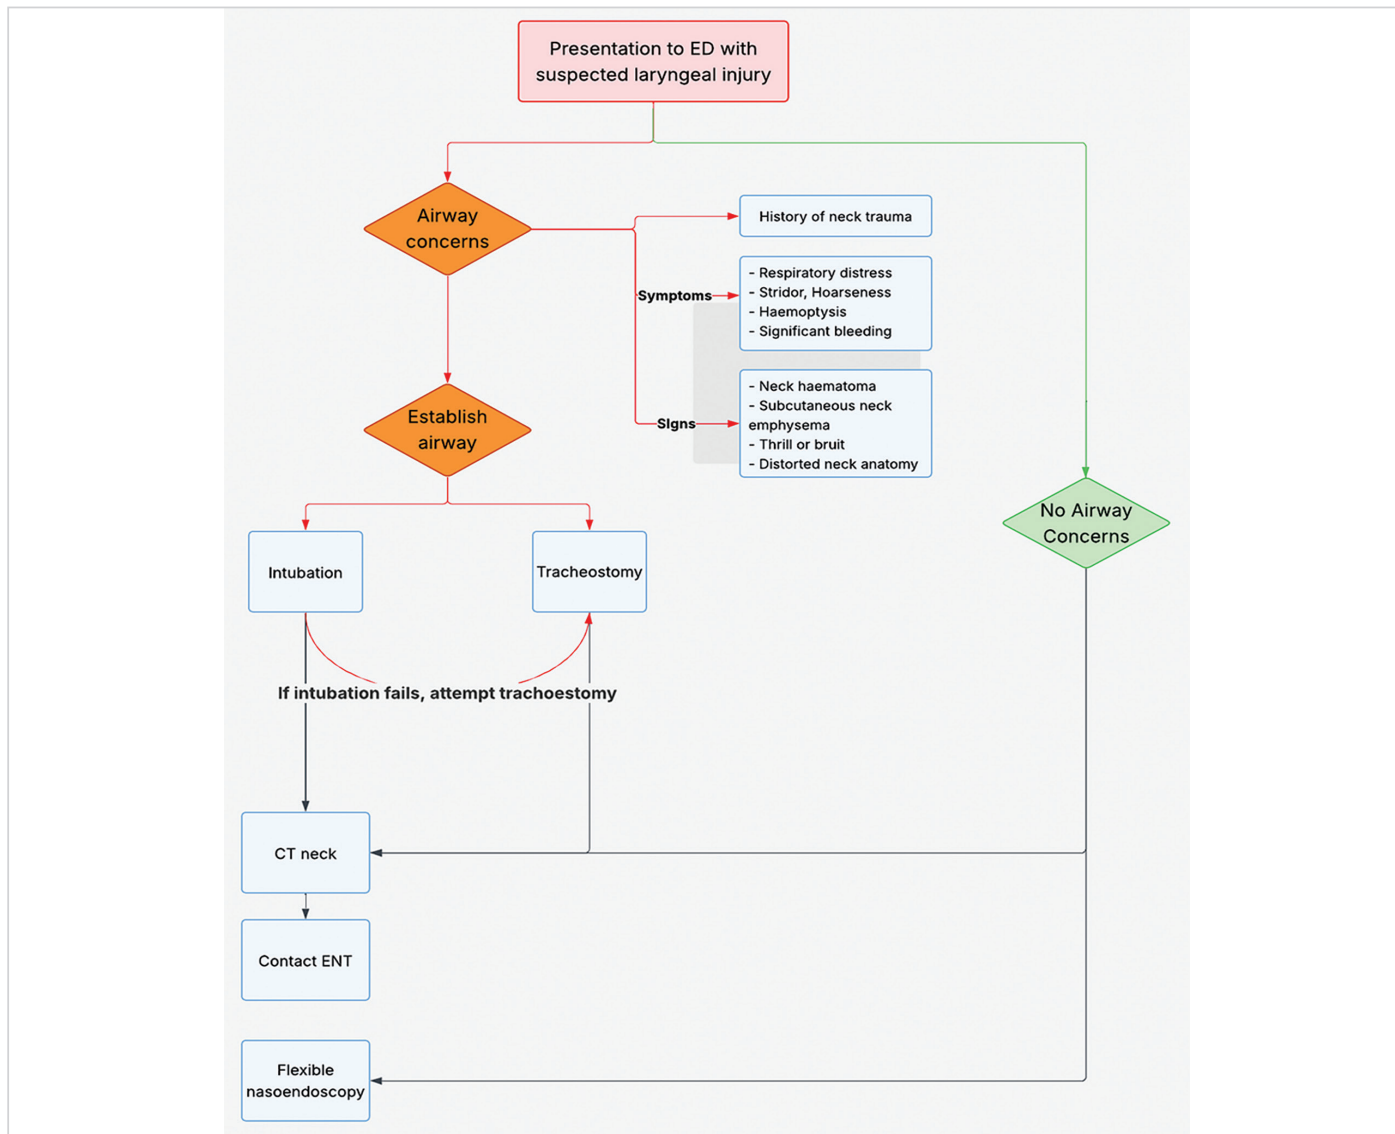 Presentation to ED with
suspected laryngeal injury
Airway
concerns
History of neck trauma
Symptoms
- Respiratory distress
- Stridor, Hoarseness
- Haemoptysis
- Significant bleeding
SIgns
- Neck haematoma
- Subcutaneous neck
emphysema
- Thrill or bruit
- Distorted neck anatomy
Establish
airway
No Airway
Concerns
Intubation
Tracheostomy
If intubation fails, attempt trachoestomy
CT neck
Contact ENT
Flexible
nasoendoscopy